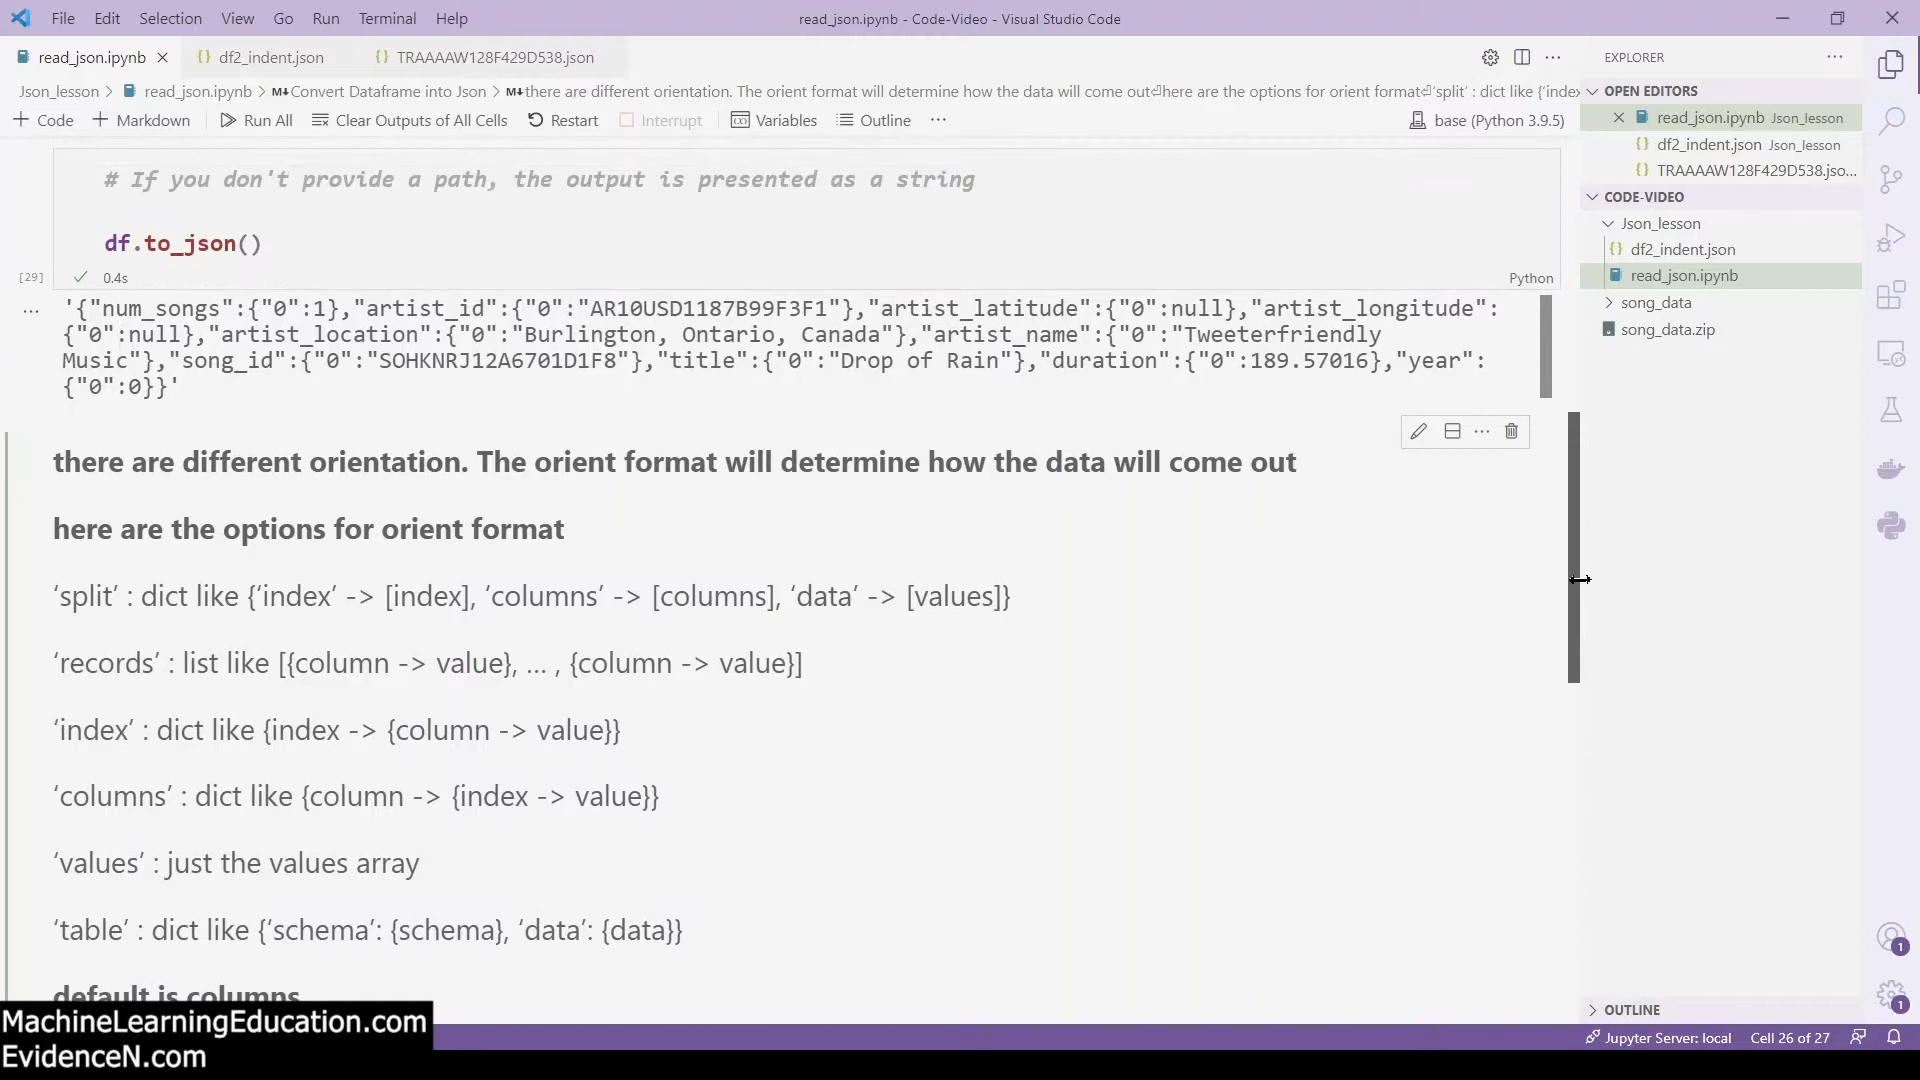 File Edit Selection View Go Run Terminal Help
read_json.ipynb - Code-Video - Visual Studio Code
read_json.ipynb df2_indent.json TRAAAAW128F429D538.json
EXPLORER
Json_lesson > read_json.ipynb > M↓Convert Dataframe into Json > M↓there are different orientation. The orient format will determine how the data will come out⏎here are the options for orient format⏎‘split’ : dict like {‘index
OPEN EDITORS
+ Code + Markdown Run All Clear Outputs of All Cells Restart Interrupt Variables Outline ...
base (Python 3.9.5)
read_json.ipynb Json_lesson
df2_indent.json Json_lesson
TRAAAAW128F429D538.jso...
CODE-VIDEO
Json_lesson
df2_indent.json
read_json.ipynb
song_data
song_data.zip
# If you don't provide a path, the output is presented as a string
df.to_json()
[29] 0.4s Python
'{"num_songs":{"0":1},"artist_id":{"0":"AR10USD1187B99F3F1"},"artist_latitude":{"0":null},"artist_longitude":
{"0":null},"artist_location":{"0":"Burlington, Ontario, Canada"},"artist_name":{"0":"Tweeterfriendly
Music"},"song_id":{"0":"SOHKNRJ12A6701D1F8"},"title":{"0":"Drop of Rain"},"duration":{"0":189.57016},"year":
{"0":0}}'
there are different orientation. The orient format will determine how the data will come out
here are the options for orient format
‘split’ : dict like {‘index’ -> [index], ‘columns’ -> [columns], ‘data’ -> [values]}
‘records’ : list like [{column -> value}, … , {column -> value}]
‘index’ : dict like {index -> {column -> value}}
‘columns’ : dict like {column -> {index -> value}}
‘values’ : just the values array
‘table’ : dict like {‘schema’: {schema}, ‘data’: {data}}
default is columns
OUTLINE
MachineLearningEducation.com
EvidenceN.com
Jupyter Server: local Cell 26 of 27
1
1